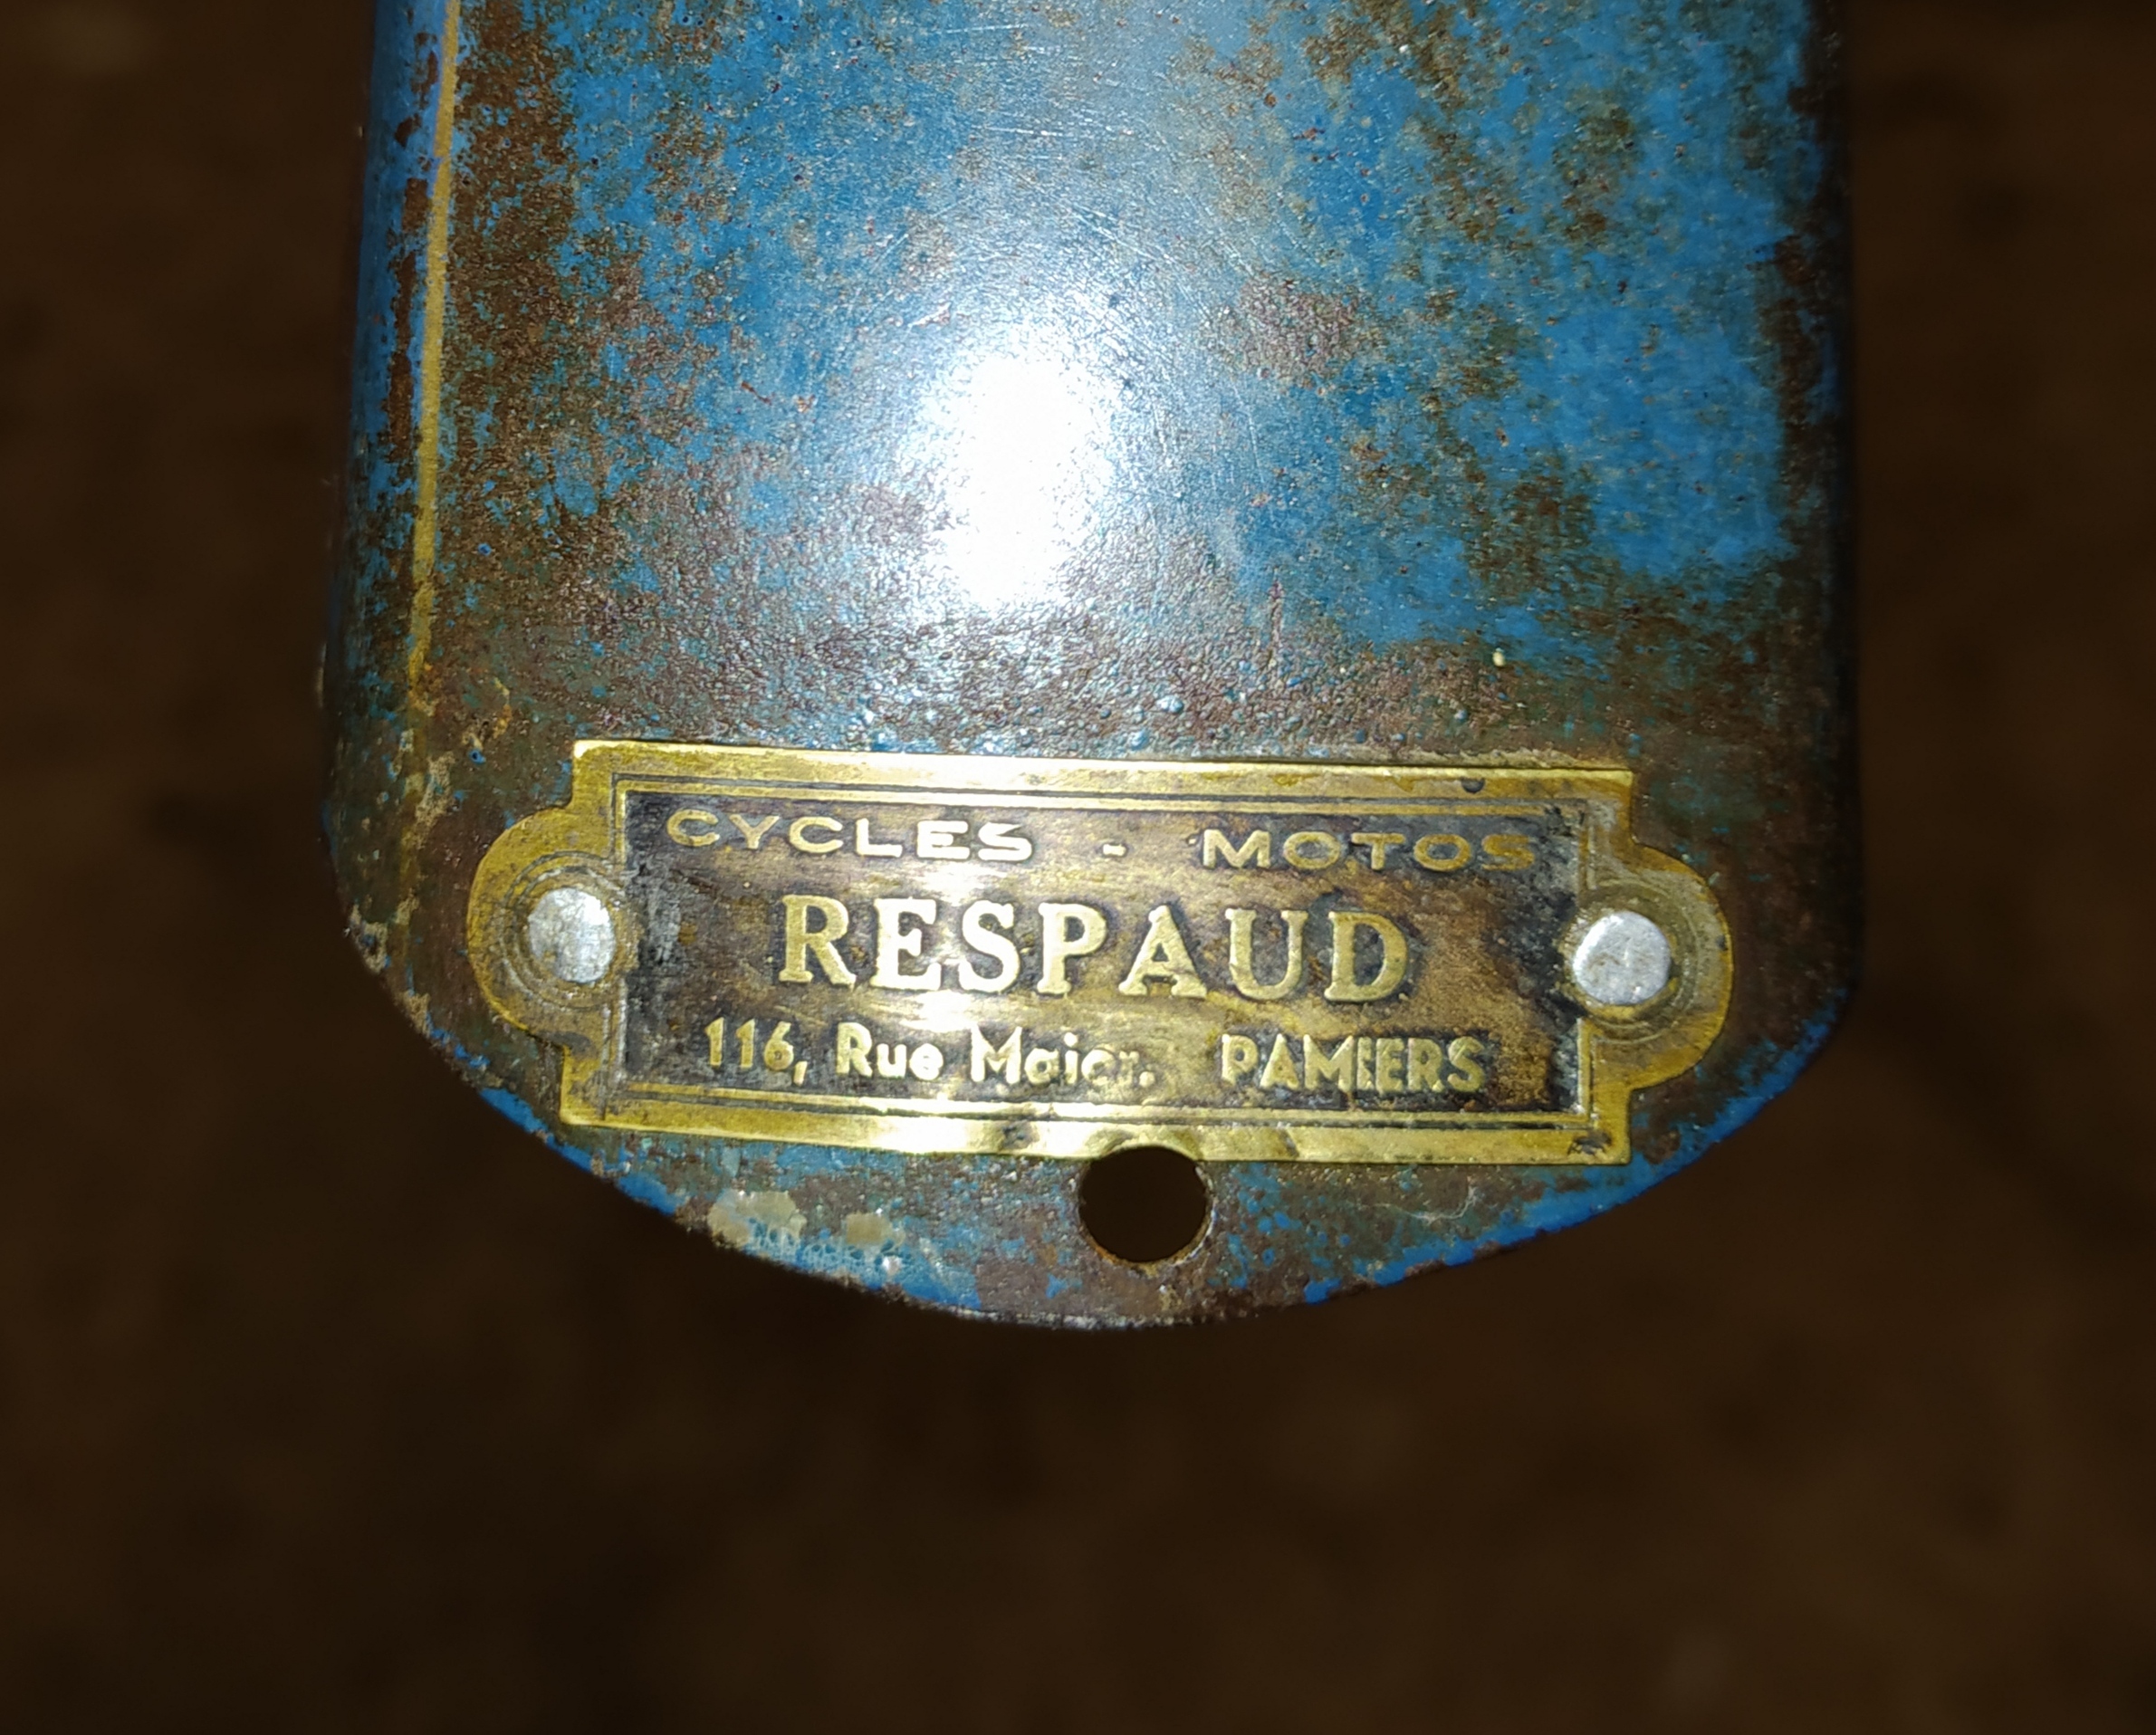 CYCLES - MOTOS
RESPAUD
116, Rue Major. PAMIERS